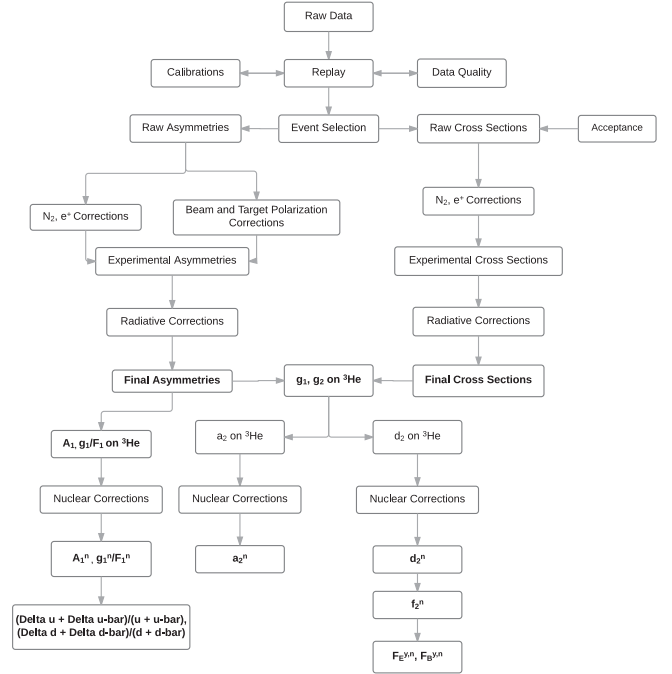 Raw Data
Calibrations
Replay
Data Quality
Raw Asymmetries
Event Selection
Raw Cross Sections
Acceptance
N₂, e⁺ Corrections
Beam and Target Polarization
Corrections
N₂, e⁺ Corrections
Experimental Asymmetries
Experimental Cross Sections
Radiative Corrections
Radiative Corrections
Final Asymmetries
g₁, g₂ on ³He
Final Cross Sections
A₁, g₁/F₁ on ³He
a₂ on ³He
d₂ on ³He
Nuclear Corrections
Nuclear Corrections
Nuclear Corrections
A₁ⁿ, g₁ⁿ/F₁ⁿ
a₂ⁿ
d₂ⁿ
f₂ⁿ
(Delta u + Delta u-bar)/(u + u-bar),
(Delta d + Delta d-bar)/(d + d-bar)
F_E^y,n, F_B^y,n